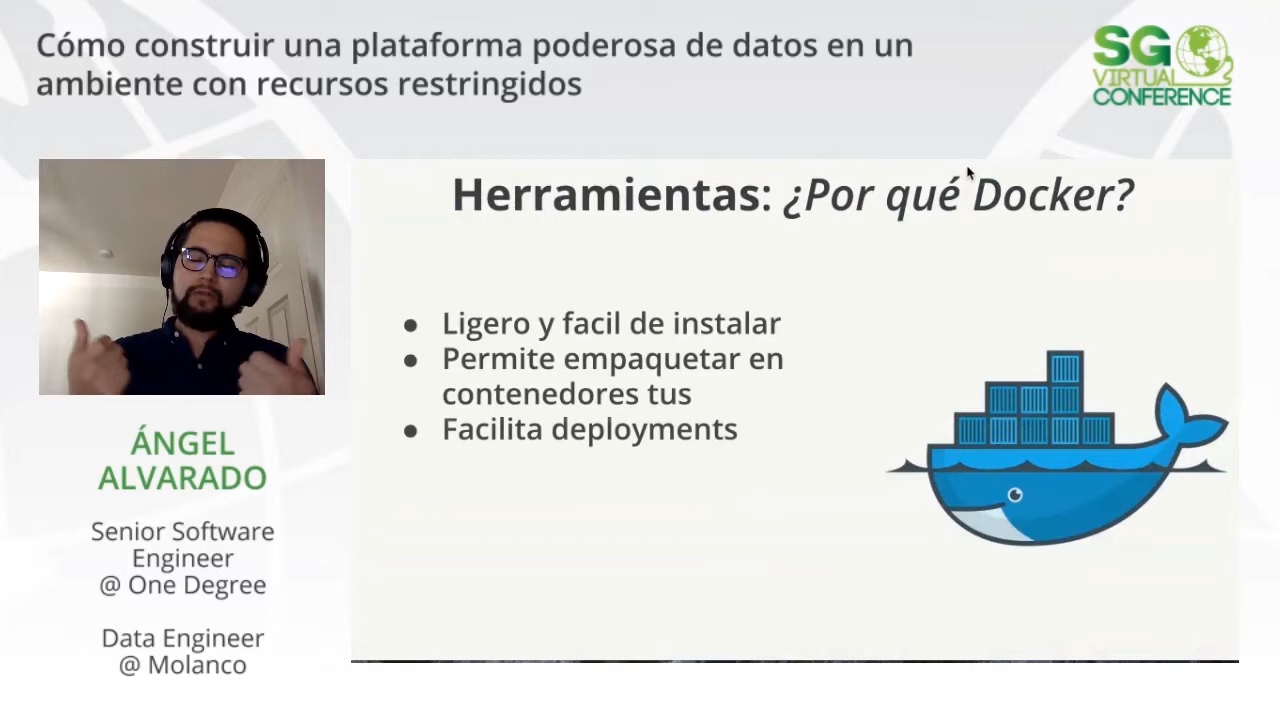 Cómo construir una plataforma poderosa de datos en un
ambiente con recursos restringidos
SG
VIRTUAL
CONFERENCE
Herramientas: ¿Por qué Docker?
● Ligero y facil de instalar
● Permite empaquetar en
contenedores tus
● Facilita deployments
ÁNGEL
ALVARADO
Senior Software
Engineer
@ One Degree
Data Engineer
@ Molanco